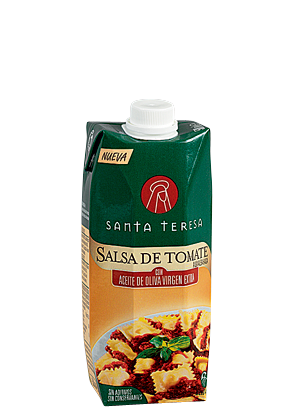 NUEVA
SANTA TERESA
SALSA DE TOMATE
CON
ACEITE DE OLIVA VIRGEN EXTRA
SIN ADITIVOS
SIN CONSERVANTES